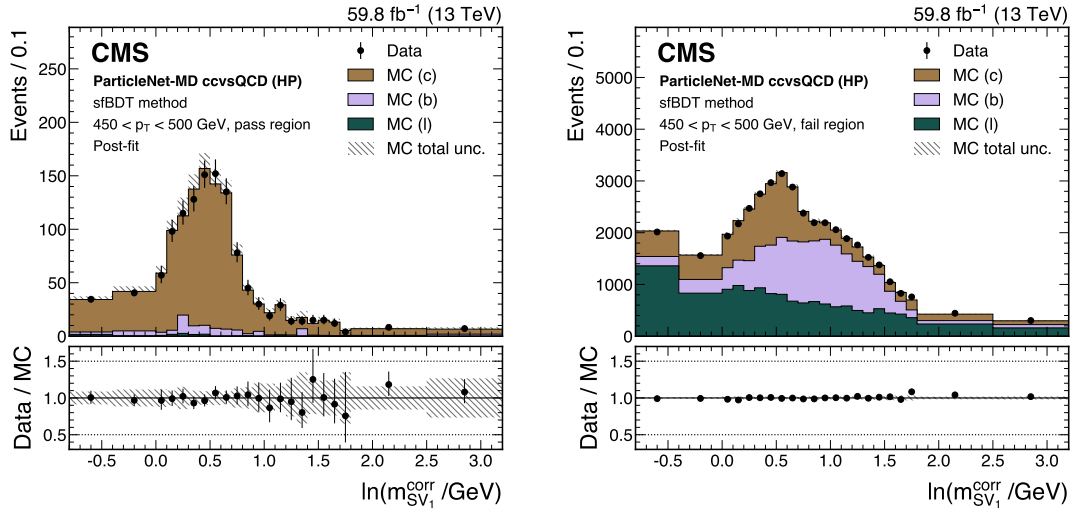 59.8 fb⁻¹ (13 TeV)
Events / 0.1
CMS
ParticleNet-MD ccvsQCD (HP)
sfBDT method
450 < p_T < 500 GeV, pass region
Post-fit
Data
MC (c)
MC (b)
MC (l)
MC total unc.
250
200
150
100
50
0
Data / MC
1.5
1.0
0.5
-0.5 0.0 0.5 1.0 1.5 2.0 2.5 3.0
ln(m^corr_SV₁ /GeV)
59.8 fb⁻¹ (13 TeV)
Events / 0.1
CMS
ParticleNet-MD ccvsQCD (HP)
sfBDT method
450 < p_T < 500 GeV, fail region
Post-fit
Data
MC (c)
MC (b)
MC (l)
MC total unc.
5000
4000
3000
2000
1000
0
Data / MC
1.5
1.0
0.5
-0.5 0.0 0.5 1.0 1.5 2.0 2.5 3.0
ln(m^corr_SV₁ /GeV)